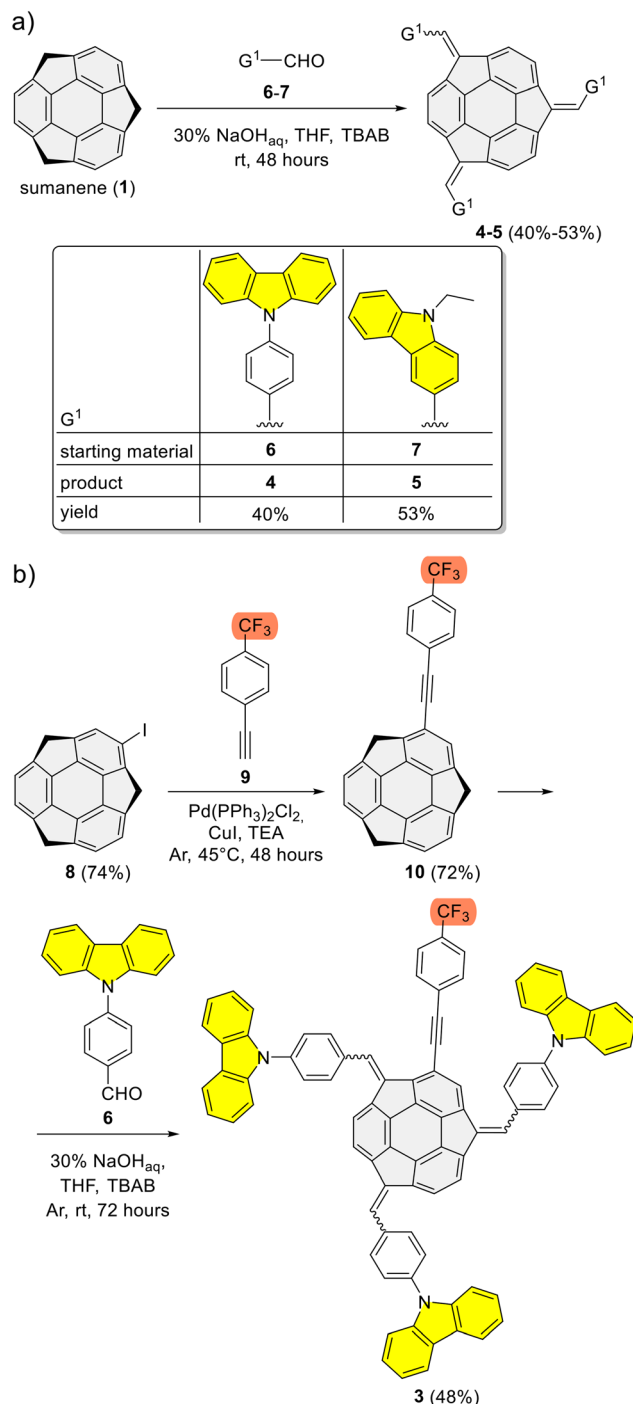 a)
G¹—CHO
6-7
30% NaOHaq, THF, TBAB
rt, 48 hours
sumanene (1)
G¹
G¹
G¹
4-5 (40%-53%)
N
N
G¹
starting material 6 7
product 4 5
yield 40% 53%
b)
CF₃
I
8 (74%)
CF₃
9
Pd(PPh₃)₂Cl₂,
CuI, TEA
Ar, 45°C, 48 hours
10 (72%)
N
CHO
6
30% NaOHaq,
THF, TBAB
Ar, rt, 72 hours
CF₃
N
N
N
3 (48%)